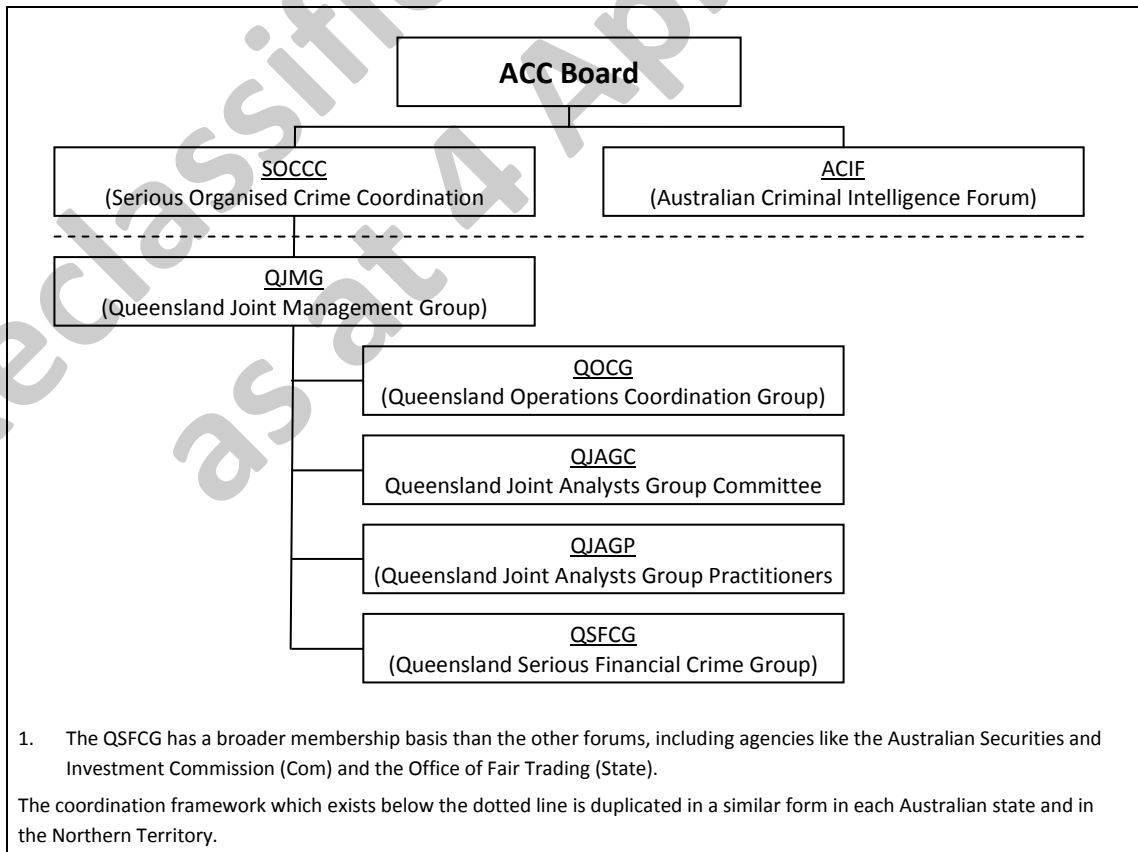 ACC Board
SOCCC
(Serious Organised Crime Coordination
ACIF
(Australian Criminal Intelligence Forum)
QJMG
(Queensland Joint Management Group)
QOCG
(Queensland Operations Coordination Group)
QJAGC
Queensland Joint Analysts Group Committee
QJAGP
(Queensland Joint Analysts Group Practitioners
QSFCG
(Queensland Serious Financial Crime Group)
1. The QSFCG has a broader membership basis than the other forums, including agencies like the Australian Securities and
Investment Commission (Com) and the Office of Fair Trading (State).
The coordination framework which exists below the dotted line is duplicated in a similar form in each Australian state and in
the Northern Territory.
as at 4